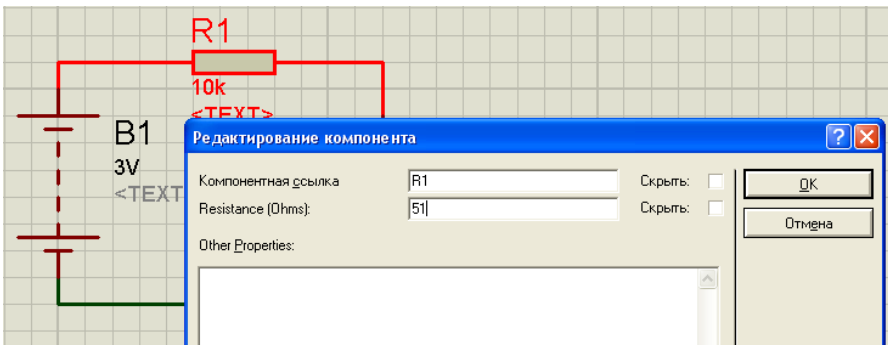 R1
10k
<TEXT>
B1
3V
<TEXT
Редактирование компонента
Компонентная ссылка R1 Скрыть:
Resistance (Ohms): 51 Скрыть:
Other Properties:
OK
Отмена